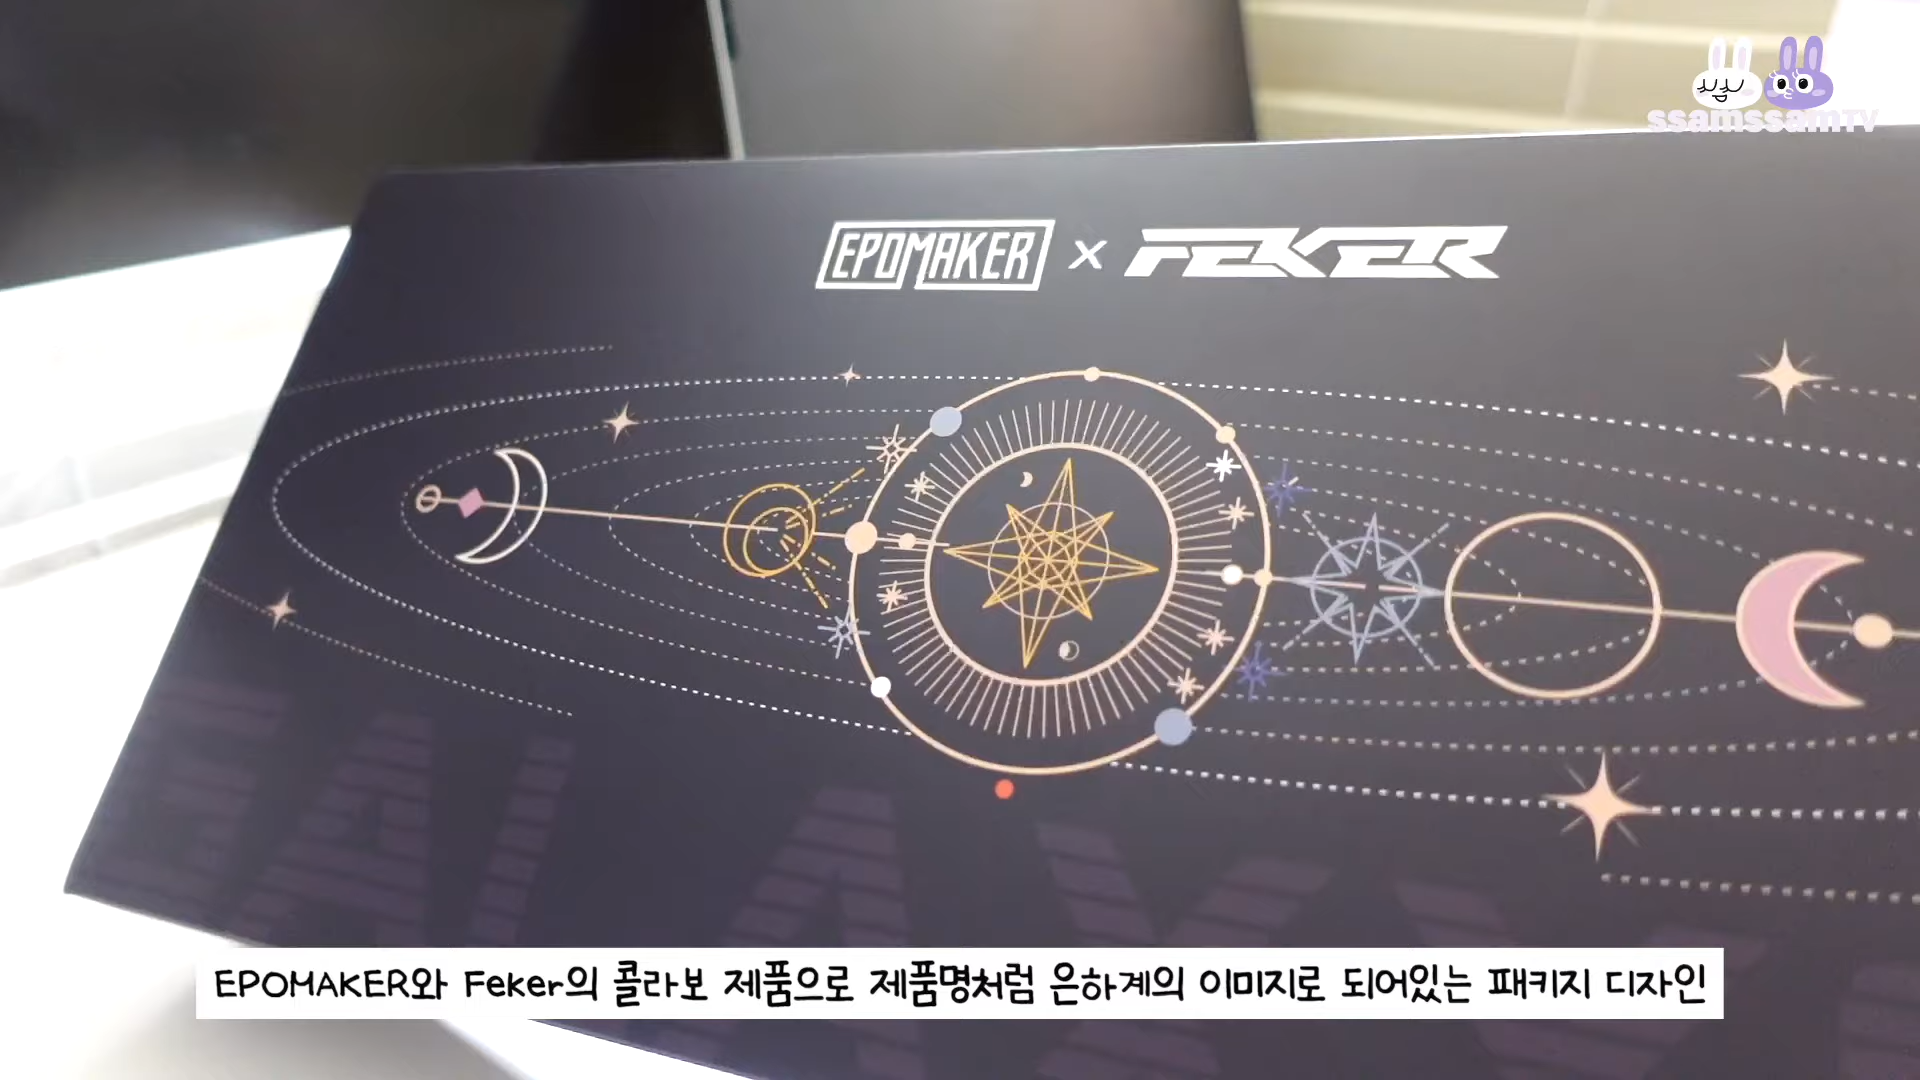 ssamssamTV
EPOMAKER x FEKER
GALAXY
EPOMAKER와 Feker의 콜라보 제품으로 제품명처럼 은하계의 이미지로 되어있는 패키지 디자인